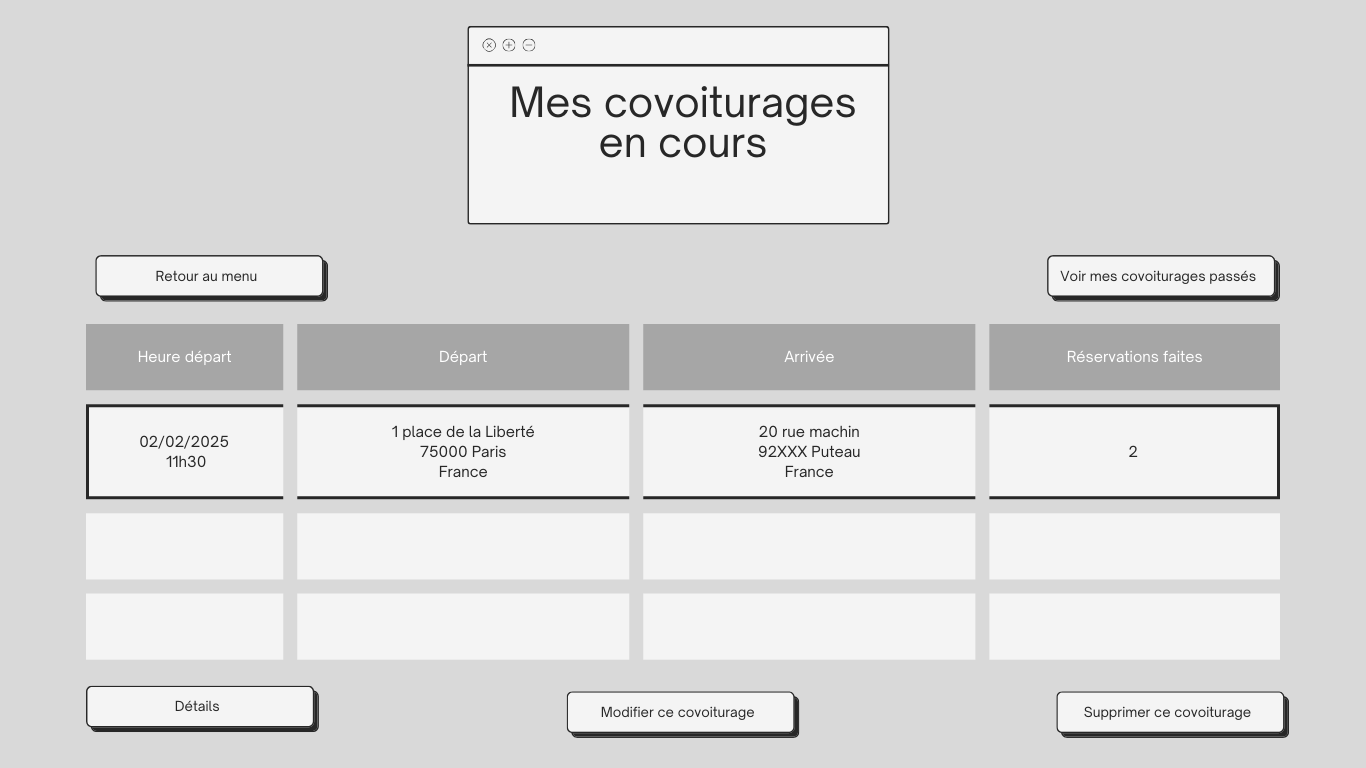 Mes covoiturages
en cours
Retour au menu
Voir mes covoiturages passés
Heure départ
Départ
Arrivée
Réservations faites
02/02/2025
11h30
1 place de la Liberté
75000 Paris
France
20 rue machin
92XXX Puteau
France
2
Détails
Modifier ce covoiturage
Supprimer ce covoiturage